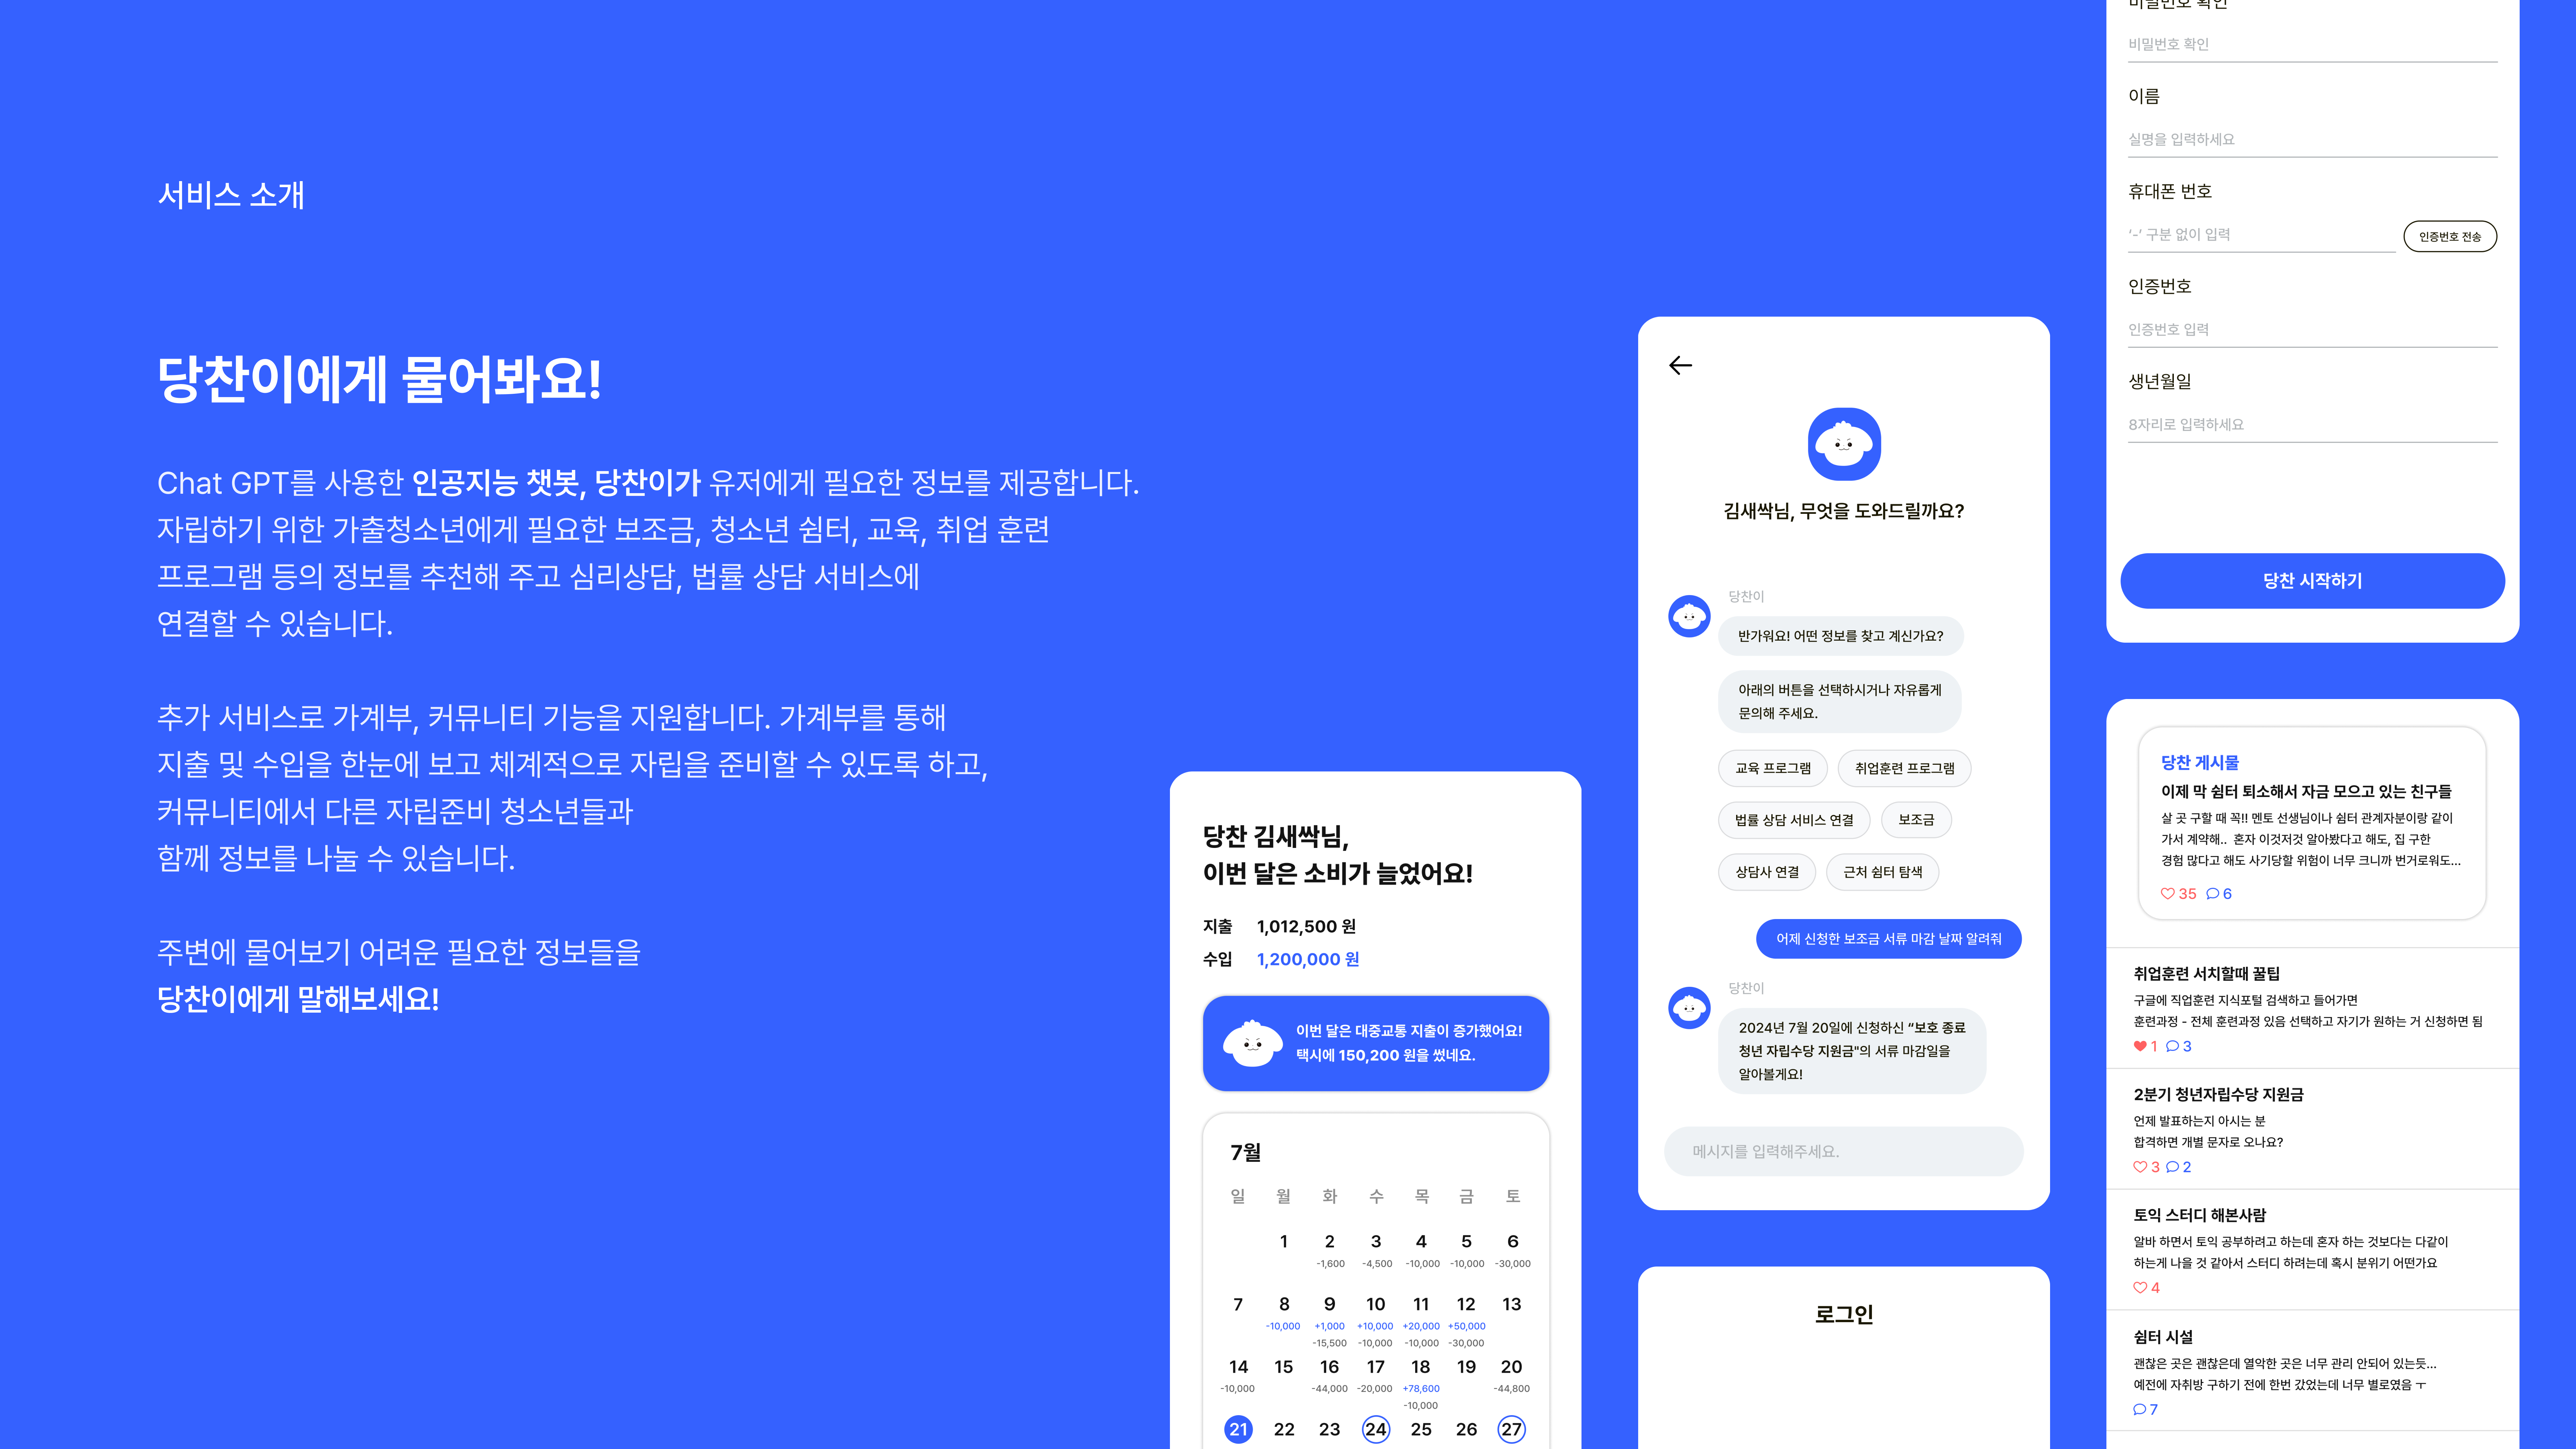 서비스 소개
당찬이에게 물어봐요!
Chat GPT를 사용한 인공지능 챗봇, 당찬이가 유저에게 필요한 정보를 제공합니다.
자립하기 위한 가출청소년에게 필요한 보조금, 청소년 쉼터, 교육, 취업 훈련
프로그램 등의 정보를 추천해 주고 심리상담, 법률 상담 서비스에
연결할 수 있습니다.
추가 서비스로 가계부, 커뮤니티 기능을 지원합니다. 가계부를 통해
지출 및 수입을 한눈에 보고 체계적으로 자립을 준비할 수 있도록 하고,
커뮤니티에서 다른 자립준비 청소년들과
함께 정보를 나눌 수 있습니다.
주변에 물어보기 어려운 필요한 정보들을
당찬이에게 말해보세요!
당찬 김새싹님,
이번 달은 소비가 늘었어요!
지출 1,012,500 원
수입 1,200,000 원
이번 달은 대중교통 지출이 증가했어요!
택시에 150,200 원을 썼네요.
7월
일 월 화 수 목 금 토
1 2 3 4 5 6
-1,600 -4,500 -10,000 -10,000 -30,000
7 8 9 10 11 12 13
-10,000 +1,000 +10,000 +20,000 +50,000
-15,500 -10,000 -10,000 -30,000
14 15 16 17 18 19 20
-10,000 -44,000 -20,000 +78,600 -44,800
-10,000
21 22 23 24 25 26 27
김새싹님, 무엇을 도와드릴까요?
당찬이
반가워요! 어떤 정보를 찾고 계신가요?
아래의 버튼을 선택하시거나 자유롭게
문의해 주세요.
교육 프로그램 취업훈련 프로그램
법률 상담 서비스 연결 보조금
상담사 연결 근처 쉼터 탐색
어제 신청한 보조금 서류 마감 날짜 알려줘
당찬이
2024년 7월 20일에 신청하신 “보호 종료
청년 자립수당 지원금"의 서류 마감일을
알아볼게요!
메시지를 입력해주세요.
로그인
비밀번호 확인
비밀번호 확인
이름
실명을 입력하세요
휴대폰 번호
‘-’ 구분 없이 입력 인증번호 전송
인증번호
인증번호 입력
생년월일
8자리로 입력하세요
당찬 시작하기
당찬 게시물
이제 막 쉼터 퇴소해서 자금 모으고 있는 친구들
살 곳 구할 때 꼭!! 멘토 선생님이나 쉼터 관계자분이랑 같이
가서 계약해.. 혼자 이것저것 알아봤다고 해도, 집 구한
경험 많다고 해도 사기당할 위험이 너무 크니까 번거로워도...
35 6
취업훈련 서치할때 꿀팁
구글에 직업훈련 지식포털 검색하고 들어가면
훈련과정 - 전체 훈련과정 있음 선택하고 자기가 원하는 거 신청하면 됨
1 3
2분기 청년자립수당 지원금
언제 발표하는지 아시는 분
합격하면 개별 문자로 오나요?
3 2
토익 스터디 해본사람
알바 하면서 토익 공부하려고 하는데 혼자 하는 것보다는 다같이
하는게 나을 것 같아서 스터디 하려는데 혹시 분위기 어떤가요
4
쉼터 시설
괜찮은 곳은 괜찮은데 열악한 곳은 너무 관리 안되어 있는듯...
예전에 자취방 구하기 전에 한번 갔었는데 너무 별로였음 ㅜ
7